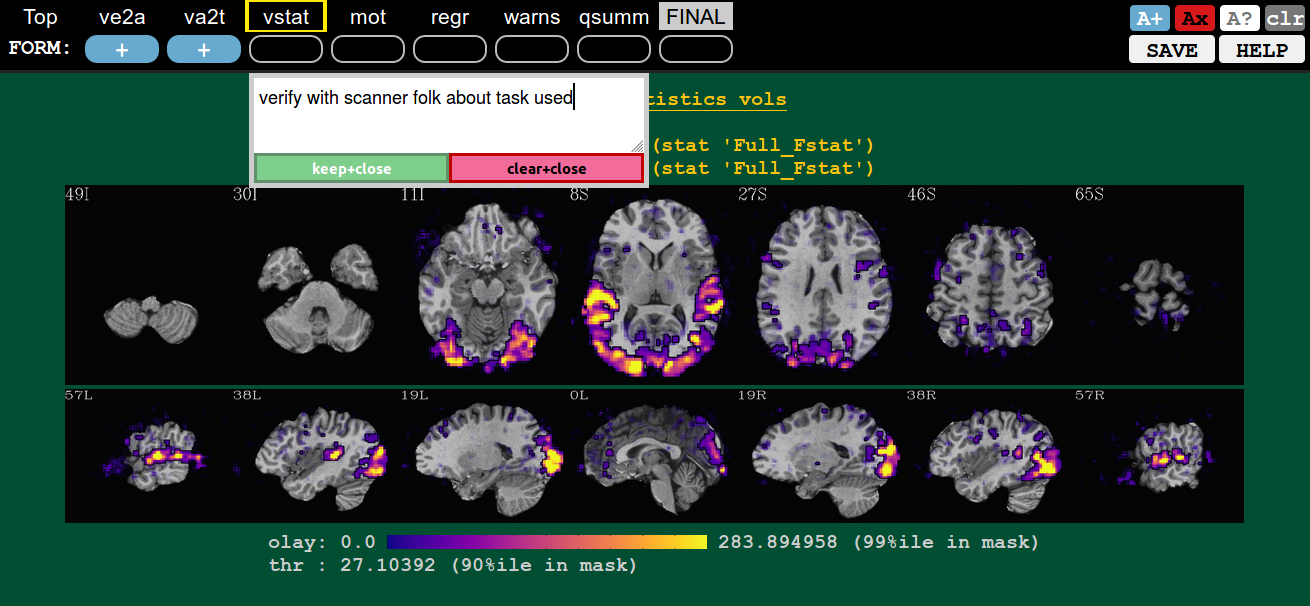 Top ve2a va2t vstat mot regr warns qsumm FINAL A+ Ax A? clr
FORM: + + SAVE HELP
verify with scanner folk about task used
tistics vols
keep+close clear+close
(stat 'Full_Fstat')
(stat 'Full_Fstat')
49I 30I 11I 8S 27S 46S 65S
57L 38L 19L 0L 19R 38R 57R
olay: 0.0 283.894958 (99%ile in mask)
thr : 27.10392 (90%ile in mask)